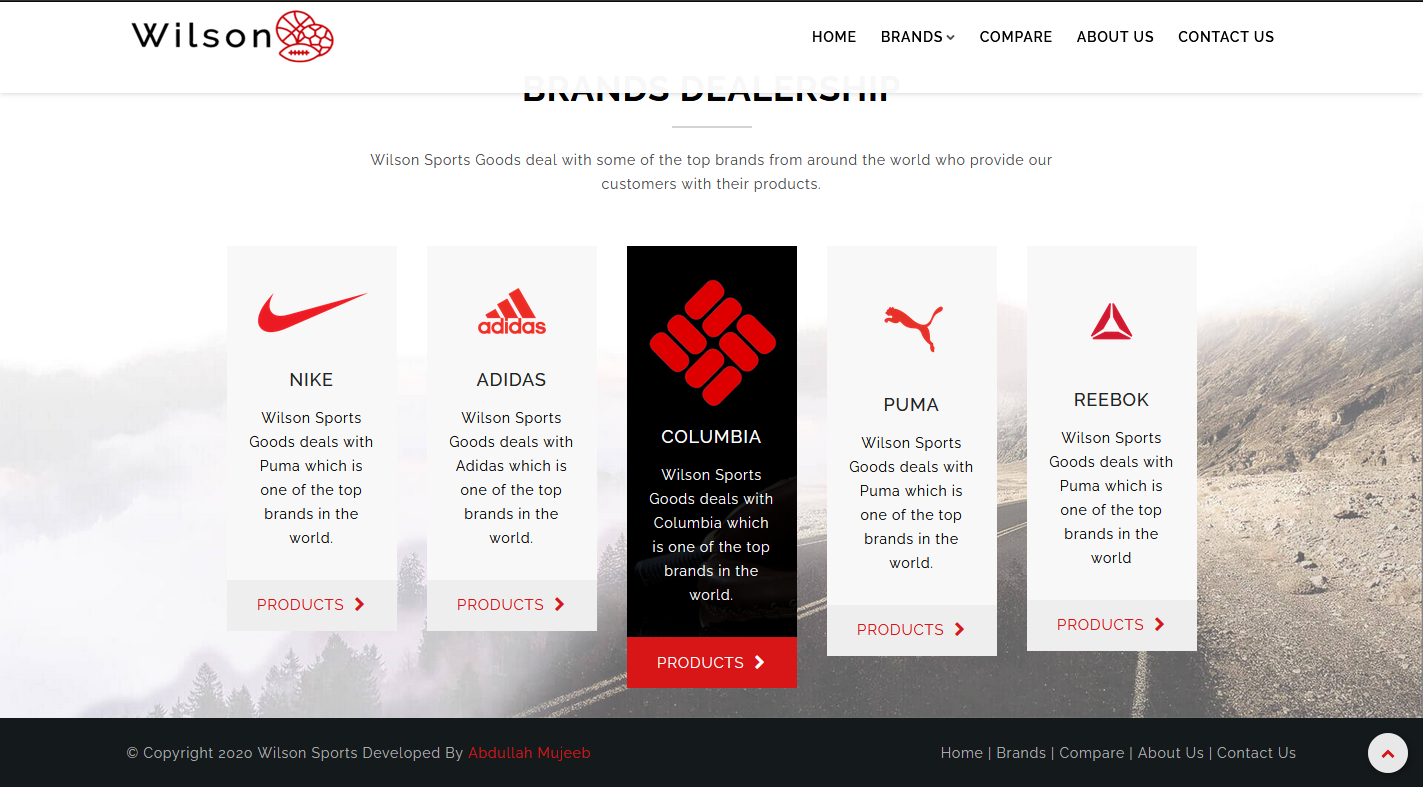 Wilson
HOME BRANDS COMPARE ABOUT US CONTACT US
BRANDS DEALERSHIP
Wilson Sports Goods deal with some of the top brands from around the world who provide our
customers with their products.
adidas
NIKE
Wilson Sports
Goods deals with
Puma which is
one of the top
brands in the
world.
PRODUCTS
ADIDAS
Wilson Sports
Goods deals with
Adidas which is
one of the top
brands in the
world.
PRODUCTS
COLUMBIA
Wilson Sports
Goods deals with
Columbia which
is one of the top
brands in the
world.
PRODUCTS
PUMA
Wilson Sports
Goods deals with
Puma which is
one of the top
brands in the
world.
PRODUCTS
REEBOK
Wilson Sports
Goods deals with
Puma which is
one of the top
brands in the
world
PRODUCTS
© Copyright 2020 Wilson Sports Developed By Abdullah Mujeeb
Home | Brands | Compare | About Us | Contact Us